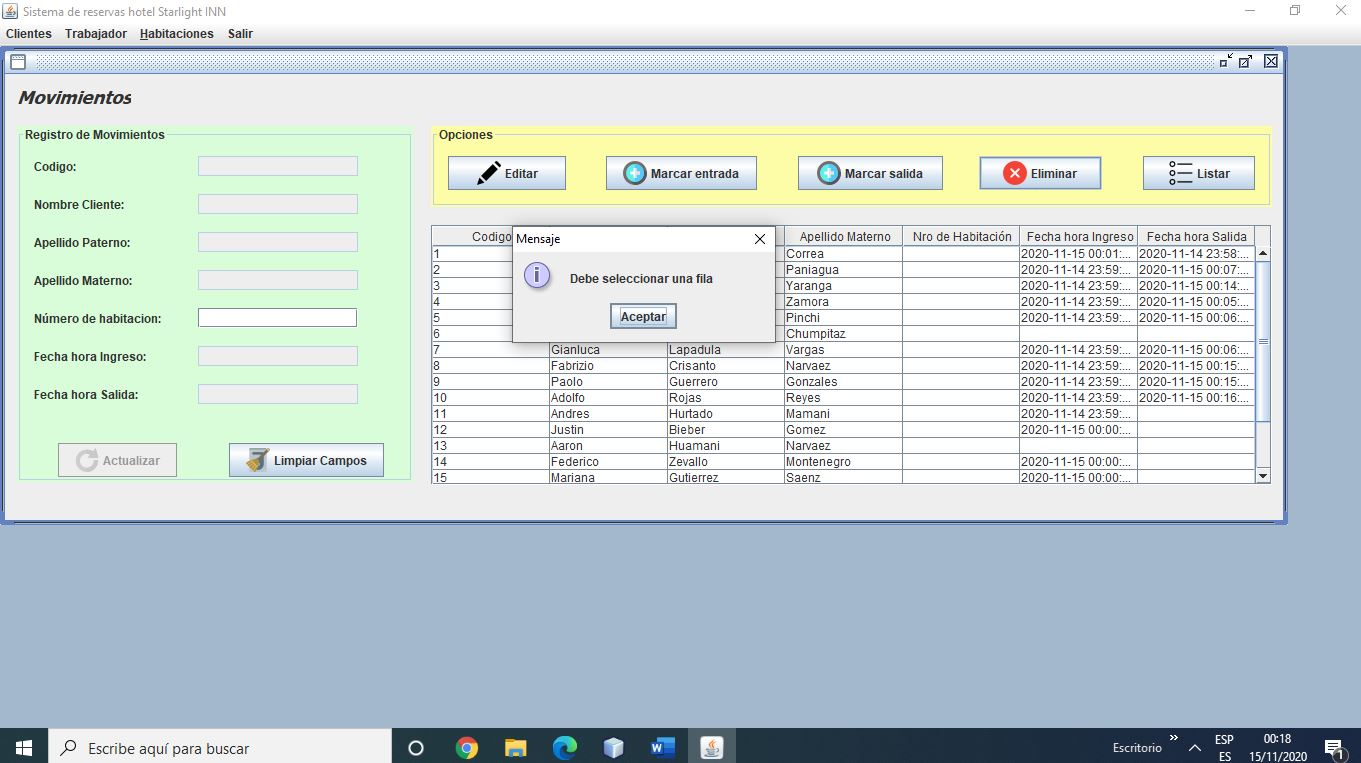 Sistema de reservas hotel Starlight INN
Clientes Trabajador Habitaciones Salir
Movimientos
Registro de Movimientos
Codigo:
Nombre Cliente:
Apellido Paterno:
Apellido Materno:
Número de habitacion:
Fecha hora Ingreso:
Fecha hora Salida:
Actualizar Limpiar Campos
Opciones
Editar Marcar entrada Marcar salida Eliminar Listar
Codigo Apellido Materno Nro de Habitación Fecha hora Ingreso Fecha hora Salida
1 Correa 2020-11-15 00:01:... 2020-11-14 23:58:...
2 Paniagua 2020-11-14 23:59:... 2020-11-15 00:07:...
3 Yaranga 2020-11-14 23:59:... 2020-11-15 00:14:...
4 Zamora 2020-11-14 23:59:... 2020-11-15 00:05:...
5 Pinchi 2020-11-14 23:59:... 2020-11-15 00:06:...
6 Chumpitaz
7 Gianluca Lapadula Vargas 2020-11-14 23:59:... 2020-11-15 00:06:...
8 Fabrizio Crisanto Narvaez 2020-11-14 23:59:... 2020-11-15 00:15:...
9 Paolo Guerrero Gonzales 2020-11-14 23:59:... 2020-11-15 00:15:...
10 Adolfo Rojas Reyes 2020-11-14 23:59:... 2020-11-15 00:16:...
11 Andres Hurtado Mamani 2020-11-14 23:59:...
12 Justin Bieber Gomez 2020-11-15 00:00:...
13 Aaron Huamani Narvaez
14 Federico Zevallo Montenegro 2020-11-15 00:00:...
15 Mariana Gutierrez Saenz 2020-11-15 00:00:...
Mensaje
Debe seleccionar una fila
Aceptar
Escribe aquí para buscar
Escritorio
ESP
ES
00:18
15/11/2020
1